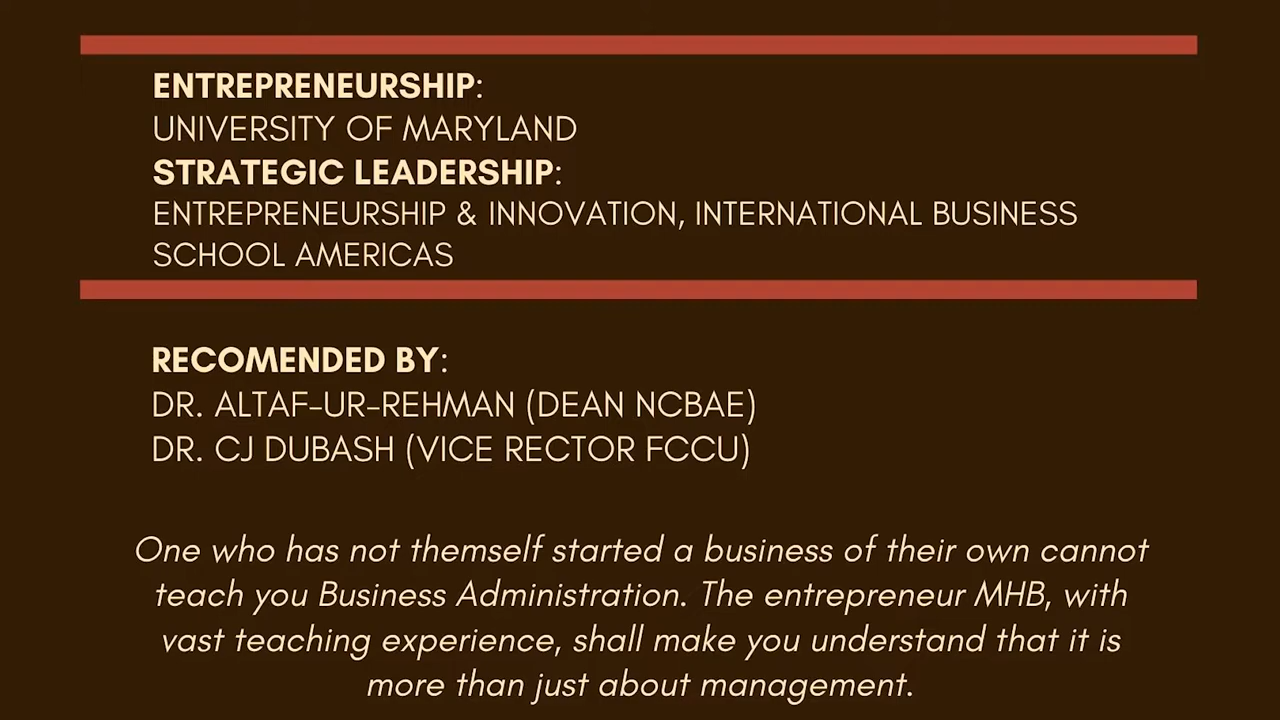 ENTREPRENEURSHIP:
UNIVERSITY OF MARYLAND
STRATEGIC LEADERSHIP:
ENTREPRENEURSHIP & INNOVATION, INTERNATIONAL BUSINESS
SCHOOL AMERICAS
RECOMENDED BY:
DR. ALTAF-UR-REHMAN (DEAN NCBAE)
DR. CJ DUBASH (VICE RECTOR FCCU)
One who has not themself started a business of their own cannot
teach you Business Administration. The entrepreneur MHB, with
vast teaching experience, shall make you understand that it is
more than just about management.